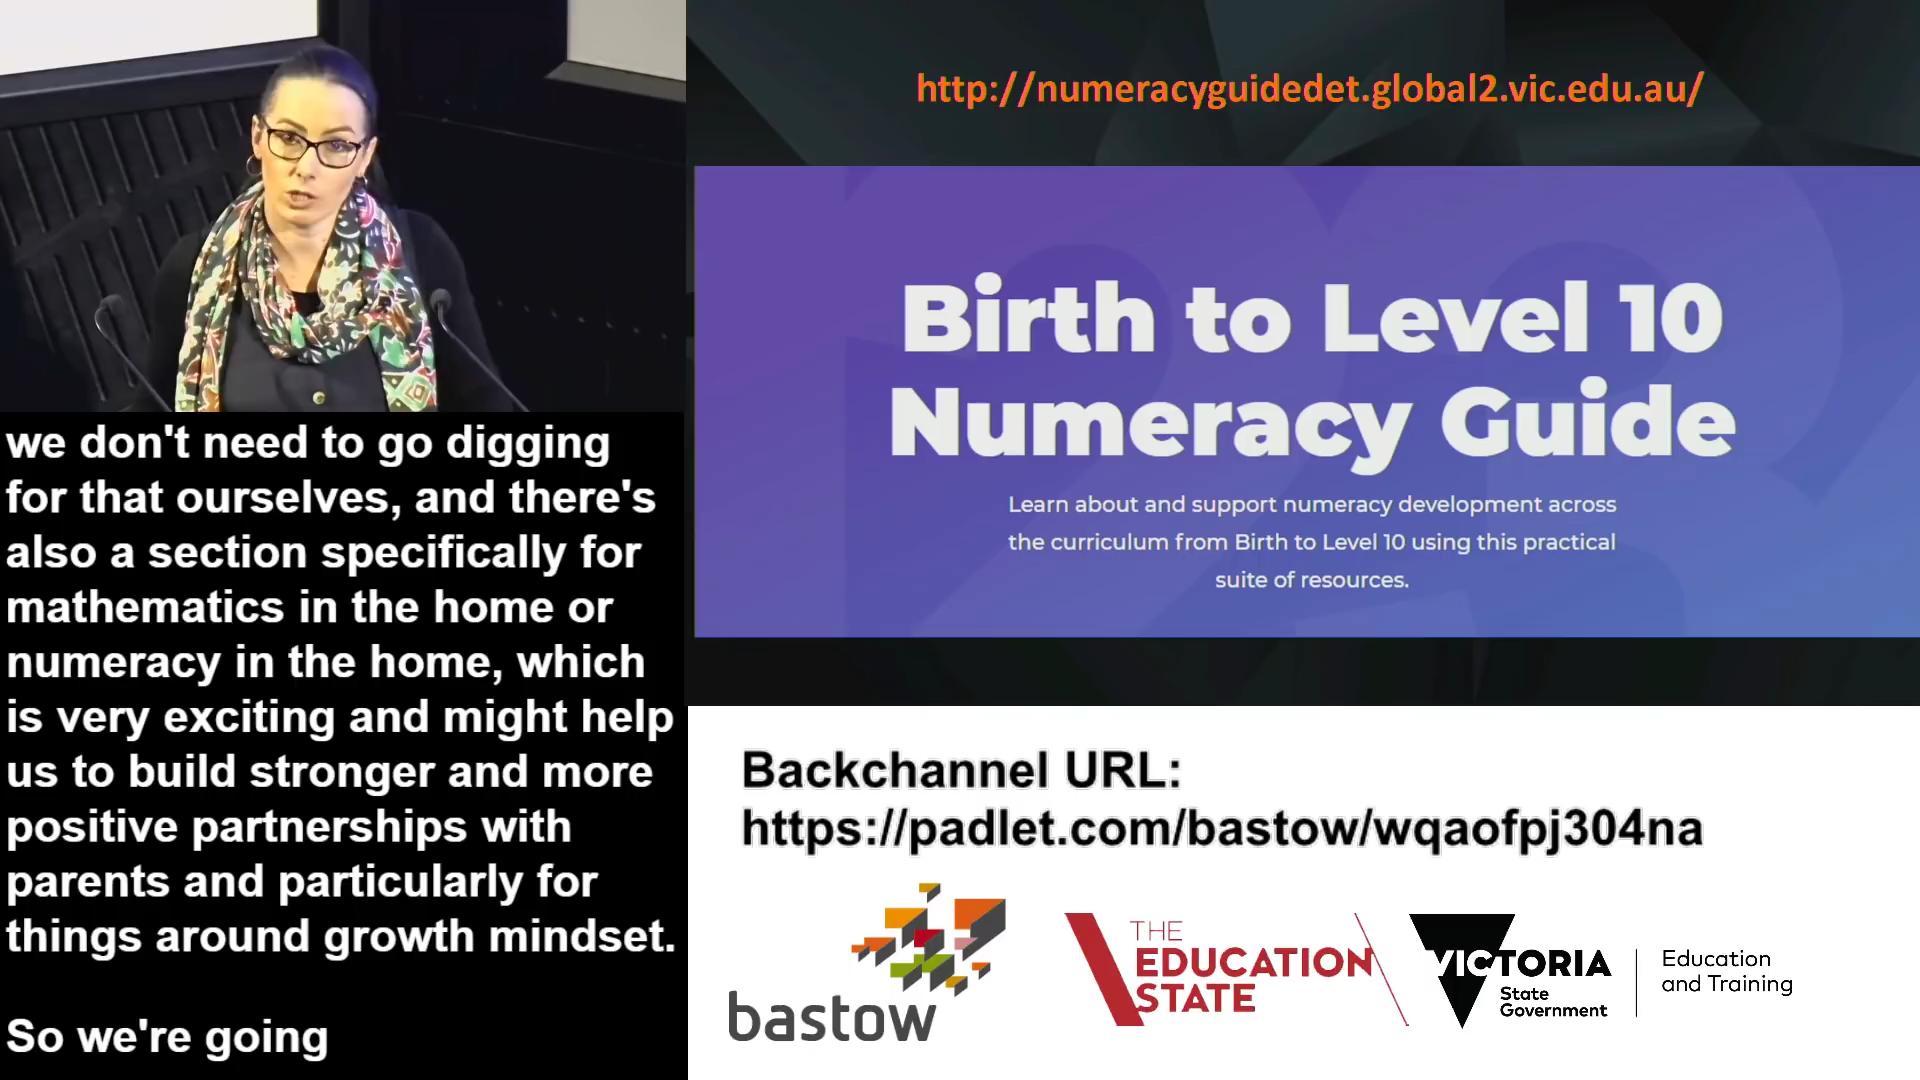 we don't need to go digging
for that ourselves, and there's
also a section specifically for
mathematics in the home or
numeracy in the home, which
is very exciting and might help
us to build stronger and more
positive partnerships with
parents and particularly for
things around growth mindset.
So we're going
http://numeracyguidedet.global2.vic.edu.au/
Birth to Level 10
Numeracy Guide
Learn about and support numeracy development across
the curriculum from Birth to Level 10 using this practical
suite of resources.
Backchannel URL:
https://padlet.com/bastow/wqaofpj304na
bastow
THE
EDUCATION
STATE
VICTORIA
State
Government
Education
and Training